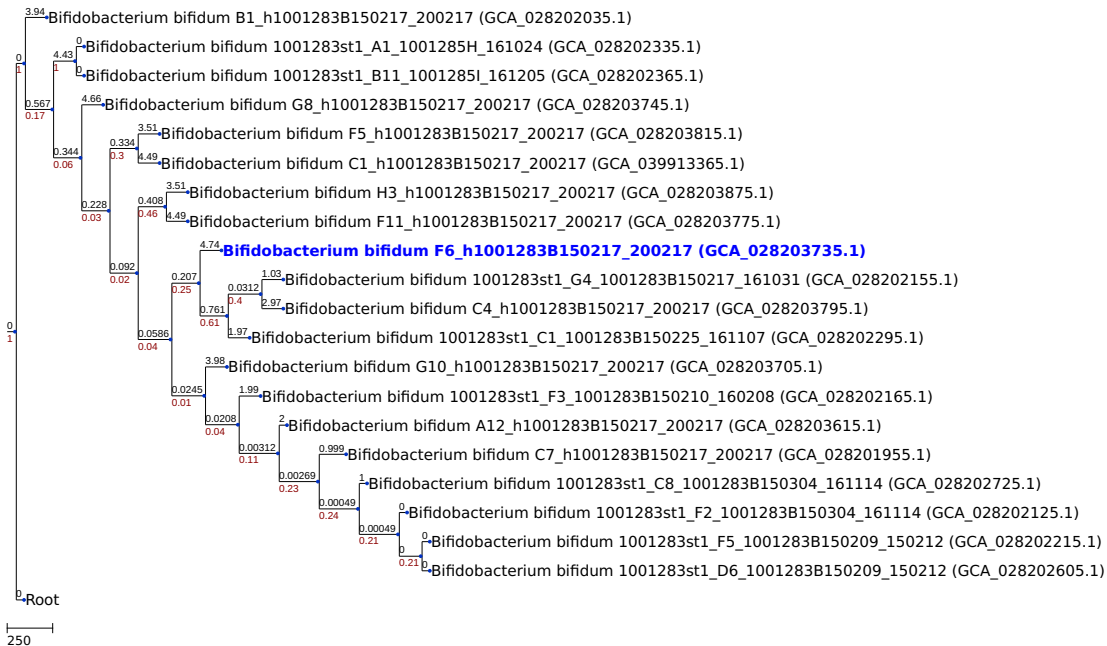 3.94 Bifidobacterium bifidum B1_h1001283B150217_200217 (GCA_028202035.1)
0 Bifidobacterium bifidum 1001283st1_A1_1001285H_161024 (GCA_028202335.1)
0 4.43
1 1
0 Bifidobacterium bifidum 1001283st1_B11_1001285I_161205 (GCA_028202365.1)
4.66 Bifidobacterium bifidum G8_h1001283B150217_200217 (GCA_028203745.1)
0.567
0.17
3.51 Bifidobacterium bifidum F5_h1001283B150217_200217 (GCA_028203815.1)
0.344 0.334
0.06 0.3
4.49 Bifidobacterium bifidum C1_h1001283B150217_200217 (GCA_039913365.1)
3.51 Bifidobacterium bifidum H3_h1001283B150217_200217 (GCA_028203875.1)
0.228 0.408
0.03 0.46
4.49 Bifidobacterium bifidum F11_h1001283B150217_200217 (GCA_028203775.1)
4.74 Bifidobacterium bifidum F6_h1001283B150217_200217 (GCA_028203735.1)
0.092
0.02
1.03 Bifidobacterium bifidum 1001283st1_G4_1001283B150217_161031 (GCA_028202155.1)
0.207 0.0312
0.25 0.4
2.97 Bifidobacterium bifidum C4_h1001283B150217_200217 (GCA_028203795.1)
0.761
0.61
0
1
0.0586
0.04
1.97 Bifidobacterium bifidum 1001283st1_C1_1001283B150225_161107 (GCA_028202295.1)
3.98 Bifidobacterium bifidum G10_h1001283B150217_200217 (GCA_028203705.1)
0.0245
0.01
1.99 Bifidobacterium bifidum 1001283st1_F3_1001283B150210_160208 (GCA_028202165.1)
0.0208
0.04
2 Bifidobacterium bifidum A12_h1001283B150217_200217 (GCA_028203615.1)
0.00312
0.11
0.999 Bifidobacterium bifidum C7_h1001283B150217_200217 (GCA_028201955.1)
0.00269
0.23
1 Bifidobacterium bifidum 1001283st1_C8_1001283B150304_161114 (GCA_028202725.1)
0.00049
0.24
0 Bifidobacterium bifidum 1001283st1_F2_1001283B150304_161114 (GCA_028202125.1)
0.00049
0.21
0 Bifidobacterium bifidum 1001283st1_F5_1001283B150209_150212 (GCA_028202215.1)
0
0.21
0 Bifidobacterium bifidum 1001283st1_D6_1001283B150209_150212 (GCA_028202605.1)
0 Root
250